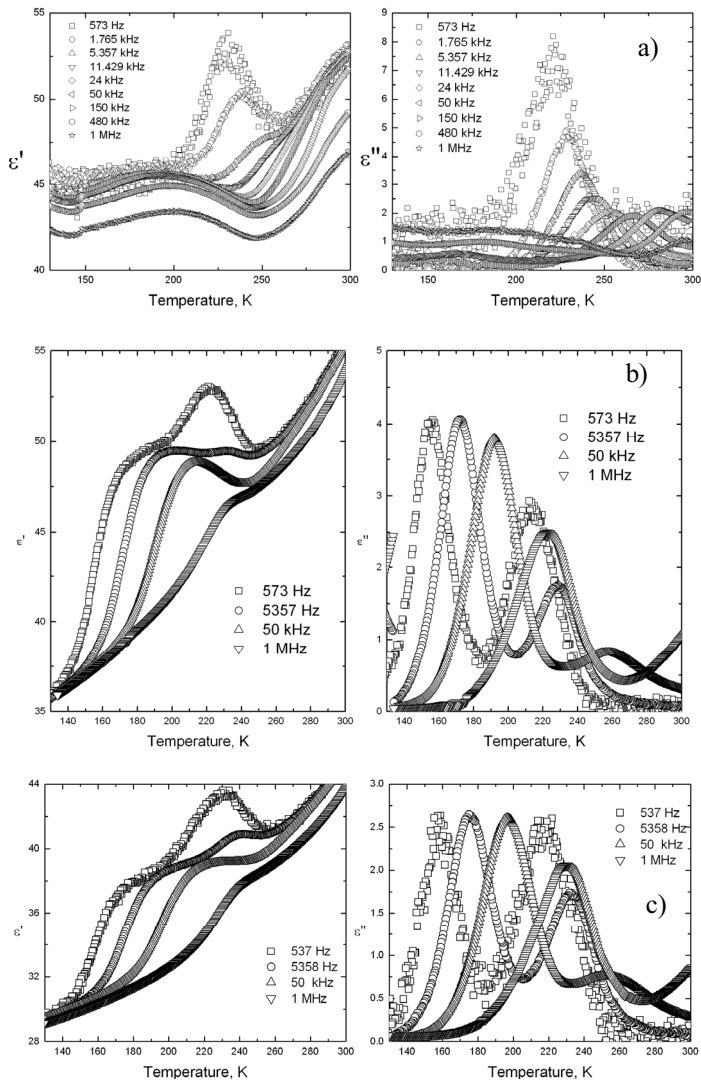 55
50
45
40
ε'
573 Hz
1.765 kHz
5.357 kHz
11.429 kHz
24 kHz
50 kHz
150 kHz
480 kHz
1 MHz
150 200 250 300
Temperature, K
a)
9
8
7
6
5
4
3
2
1
0
ε"
573 Hz
1.765 kHz
5.357 kHz
11.429 kHz
24 kHz
50 kHz
150 kHz
480 kHz
1 MHz
150 200 250 300
Temperature, K
55
50
45
40
35
ε'
573 Hz
5357 Hz
50 kHz
1 MHz
140 160 180 200 220 240 260 280 300
Temperature, K
b)
5
4
3
2
1
0
ε"
573 Hz
5357 Hz
50 kHz
1 MHz
140 160 180 200 220 240 260 280 300
Temperature, K
44
40
36
32
28
ε'
537 Hz
5358 Hz
50 kHz
1 MHz
140 160 180 200 220 240 260 280 300
Temperature, K
3.0
2.5
2.0
1.5
1.0
0.5
0.0
ε"
537 Hz
5358 Hz
50 kHz
1 MHz
c)
140 160 180 200 220 240 260 280 300
Temperature, K